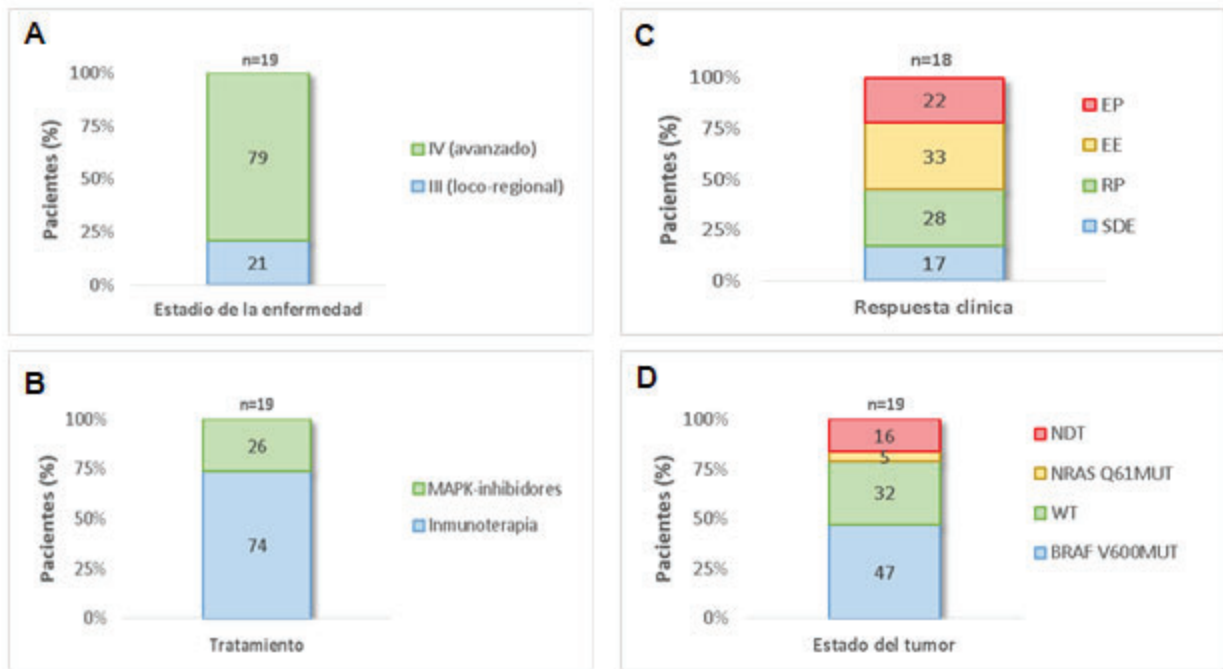 A
n=19
100%
75%
50%
25%
0%
Pacientes (%)
79
21
IV (avanzado)
III (loco-regional)
Estadio de la enfermedad
C
n=18
100%
75%
50%
25%
0%
Pacientes (%)
22
33
28
17
EP
EE
RP
SDE
Respuesta clínica
B
n=19
100%
75%
50%
25%
0%
Pacientes (%)
26
74
MAPK-inhibidores
Inmunoterapia
Tratamiento
D
n=19
100%
75%
50%
25%
0%
Pacientes (%)
16
5
32
47
NDT
NRAS Q61MUT
WT
BRAF V600MUT
Estado del tumor